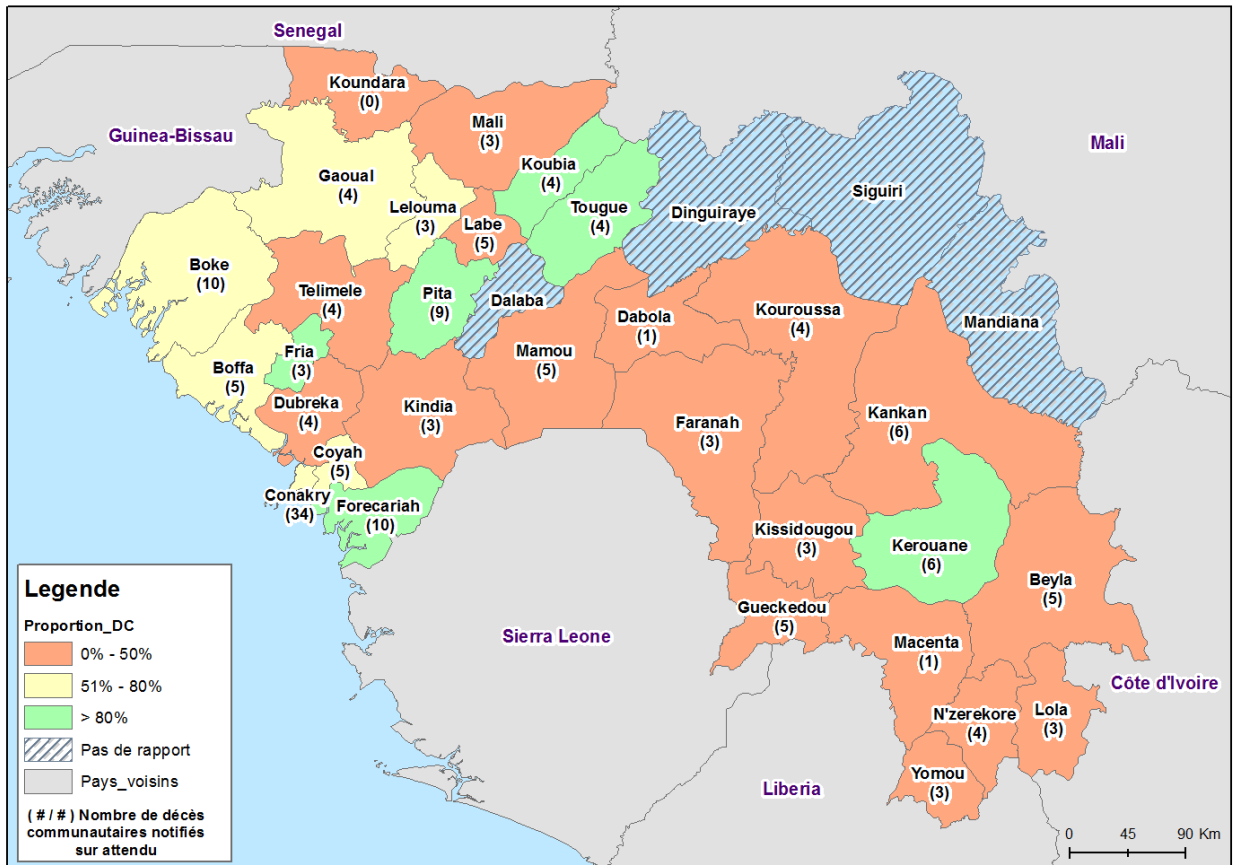 Senegal
Koundara
(0)
Guinea-Bissau
Mali
(3)
Mali
Koubia
(4)
Gaoual
(4)
Siguiri
Lelouma
(3)
Tougue
(4)
Dinguiraye
Labe
(5)
Boke
(10)
Telimele
(4)
Pita
(9)
Dalaba
Dabola
(1)
Kouroussa
(4)
Mandiana
Fria
(3)
Mamou
(5)
Boffa
(5)
Dubreka
(4)
Kindia
(3)
Faranah
(3)
Kankan
(6)
Coyah
(5)
Conakry
(34)
Forecariah
(10)
Kissidougou
(3)
Kerouane
(6)
Beyla
(5)
Gueckedou
(5)
Sierra Leone
Macenta
(1)
Côte d'Ivoire
N'zerekore
(4)
Lola
(3)
Yomou
(3)
Liberia
Legende
Proportion_DC
0% - 50%
51% - 80%
> 80%
Pas de rapport
Pays_voisins
( # / # ) Nombre de décès
communautaires notifiés
sur attendu
0 45 90 Km